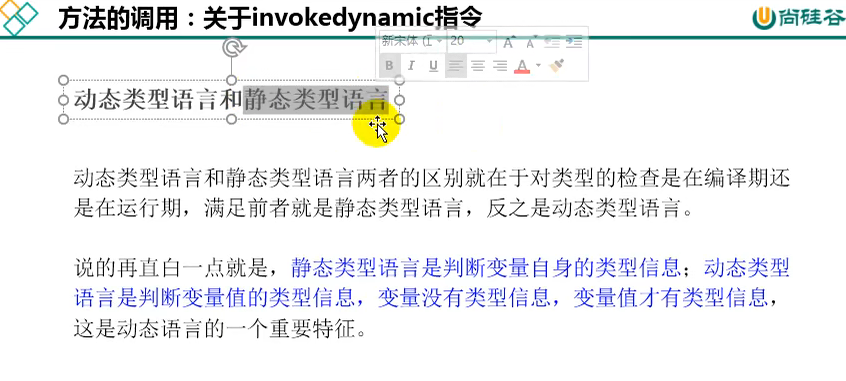 方法的调用：关于invokedynamic指令
尚硅谷
新宋体 (正
20
A
A
B
I
U
A
动态类型语言和静态类型语言
动态类型语言和静态类型语言两者的区别就在于对类型的检查是在编译期还
是在运行期，满足前者就是静态类型语言，反之是动态类型语言。
说的再直白一点就是，静态类型语言是判断变量自身的类型信息；动态类型
语言是判断变量值的类型信息，变量没有类型信息，变量值才有类型信息，
这是动态语言的一个重要特征。